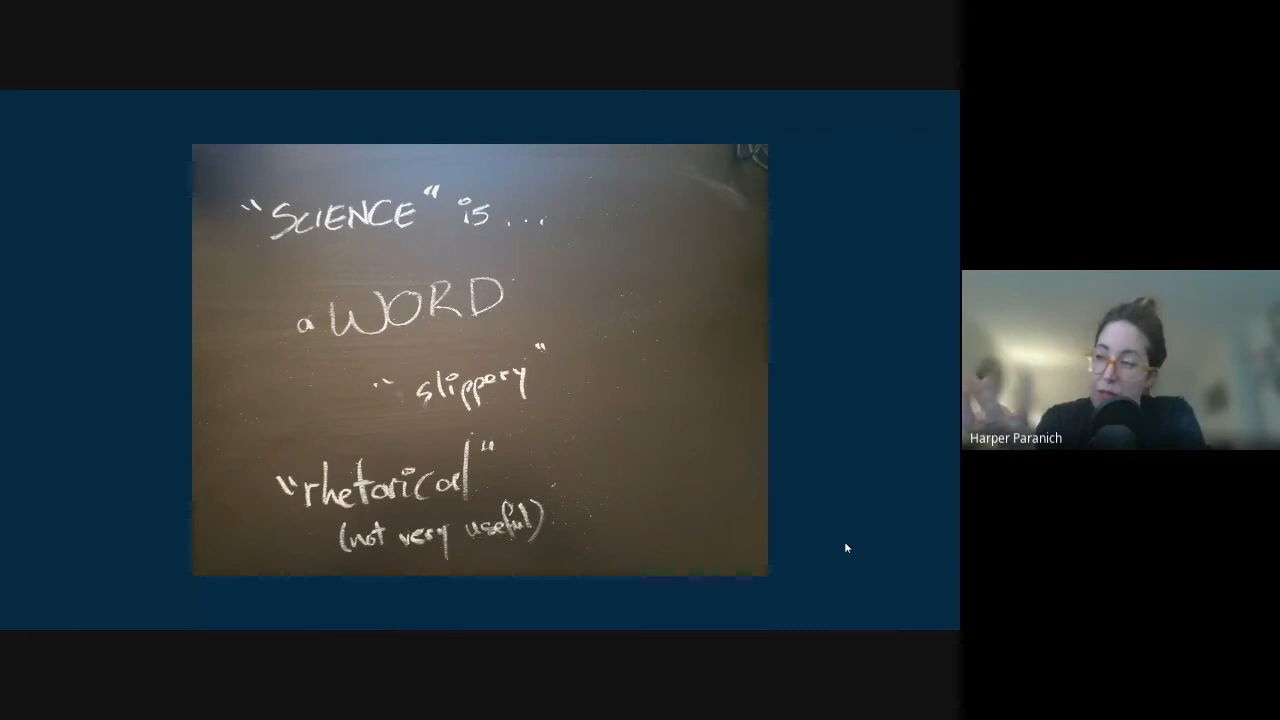 "SCIENCE" is...
a WORD
"slippery"
"rhetorical"
(not very useful)
Harper Paranich